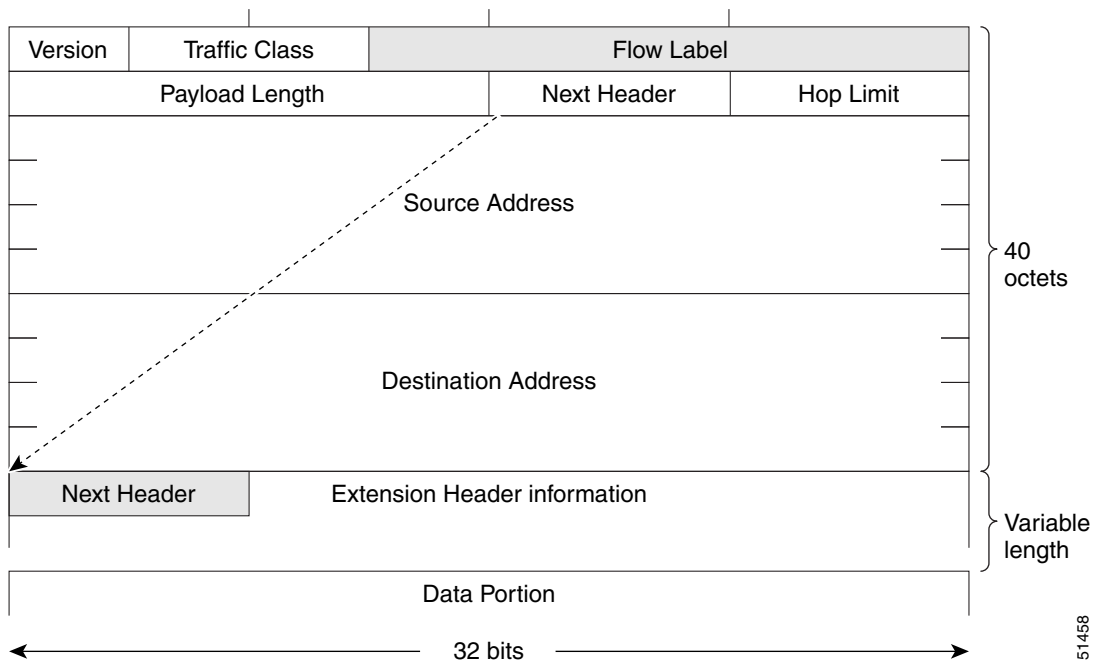 Version
Traffic Class
Flow Label
Payload Length
Next Header
Hop Limit
Source Address
40
octets
Destination Address
Next Header
Extension Header information
Variable
length
Data Portion
32 bits
51458